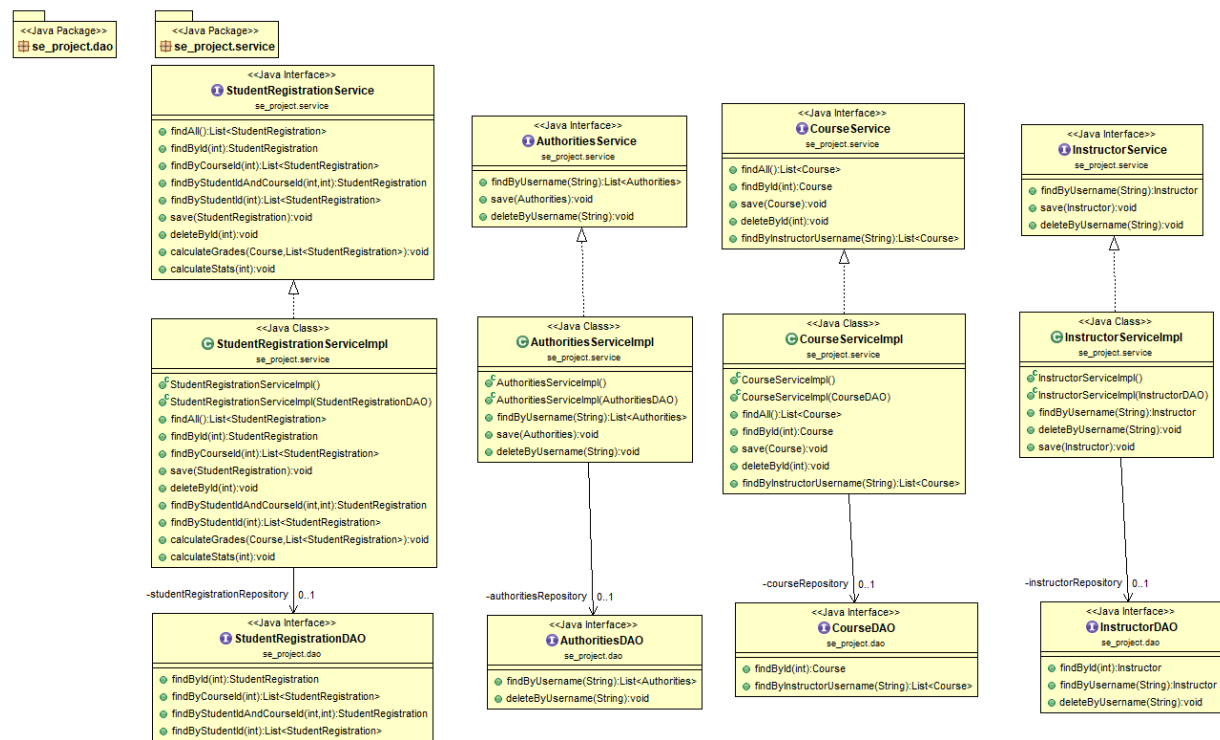 <<Java Package>>
se_project.dao
<<Java Package>>
se_project.service
<<Java Interface>>
StudentRegistrationService
se_project.service
findAll():List<StudentRegistration>
findById(int):StudentRegistration
findByCourseId(int):List<StudentRegistration>
findByStudentIdAndCourseId(int,int):StudentRegistration
findByStudentId(int):List<StudentRegistration>
save(StudentRegistration):void
deleteById(int):void
calculateGrades(Course,List<StudentRegistration>):void
calculateStats(int):void
<<Java Interface>>
AuthoritiesService
se_project.service
findByUsername(String):List<Authorities>
save(Authorities):void
deleteByUsername(String):void
<<Java Interface>>
CourseService
se_project.service
findAll():List<Course>
findById(int):Course
save(Course):void
deleteById(int):void
findByInstructorUsername(String):List<Course>
<<Java Interface>>
InstructorService
se_project.service
findByUsername(String):Instructor
save(Instructor):void
deleteByUsername(String):void
<<Java Class>>
StudentRegistrationServiceImpl
se_project.service
StudentRegistrationServiceImpl()
StudentRegistrationServiceImpl(StudentRegistrationDAO)
findAll():List<StudentRegistration>
findById(int):StudentRegistration
findByCourseId(int):List<StudentRegistration>
save(StudentRegistration):void
deleteById(int):void
findByStudentIdAndCourseId(int,int):StudentRegistration
findByStudentId(int):List<StudentRegistration>
calculateGrades(Course,List<StudentRegistration>):void
calculateStats(int):void
<<Java Class>>
AuthoritiesServiceImpl
se_project.service
AuthoritiesServiceImpl()
AuthoritiesServiceImpl(AuthoritiesDAO)
findByUsername(String):List<Authorities>
save(Authorities):void
deleteByUsername(String):void
<<Java Class>>
CourseServiceImpl
se_project.service
CourseServiceImpl()
CourseServiceImpl(CourseDAO)
findAll():List<Course>
findById(int):Course
save(Course):void
deleteById(int):void
findByInstructorUsername(String):List<Course>
<<Java Class>>
InstructorServiceImpl
se_project.service
InstructorServiceImpl()
InstructorServiceImpl(InstructorDAO)
findByUsername(String):Instructor
deleteByUsername(String):void
save(Instructor):void
-studentRegistrationRepository 0..1
-authoritiesRepository 0..1
-courseRepository 0..1
-instructorRepository 0..1
<<Java Interface>>
StudentRegistrationDAO
se_project.dao
findById(int):StudentRegistration
findByCourseId(int):List<StudentRegistration>
findByStudentIdAndCourseId(int,int):StudentRegistration
findByStudentId(int):List<StudentRegistration>
<<Java Interface>>
AuthoritiesDAO
se_project.dao
findByUsername(String):List<Authorities>
deleteByUsername(String):void
<<Java Interface>>
CourseDAO
se_project.dao
findById(int):Course
findByInstructorUsername(String):List<Course>
<<Java Interface>>
InstructorDAO
se_project.dao
findById(int):Instructor
findByUsername(String):Instructor
deleteByUsername(String):void